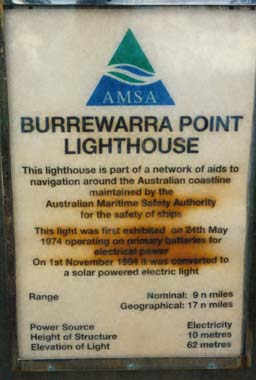 AMSA
BURREWARRA POINT
LIGHTHOUSE
This lighthouse is part of a network of aids to
navigation around the Australian coastline
maintained by the
Australian Maritime Safety Authority
for the safety of ships
This light was first exhibited on 24th May
1974 operating on primary batteries for
electrical power
On 1st November 1994 it was converted to
a solar powered electric light
Range Nominal: 9 n miles
Geographical: 17 n miles
Power Source Electricity
Height of Structure 10 metres
Elevation of Light 62 metres